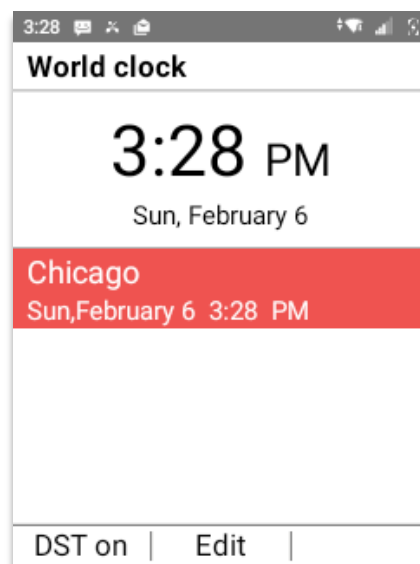 3:28
World clock
3:28 PM
Sun, February 6
Chicago
Sun,February 6 3:28 PM
DST on | Edit |